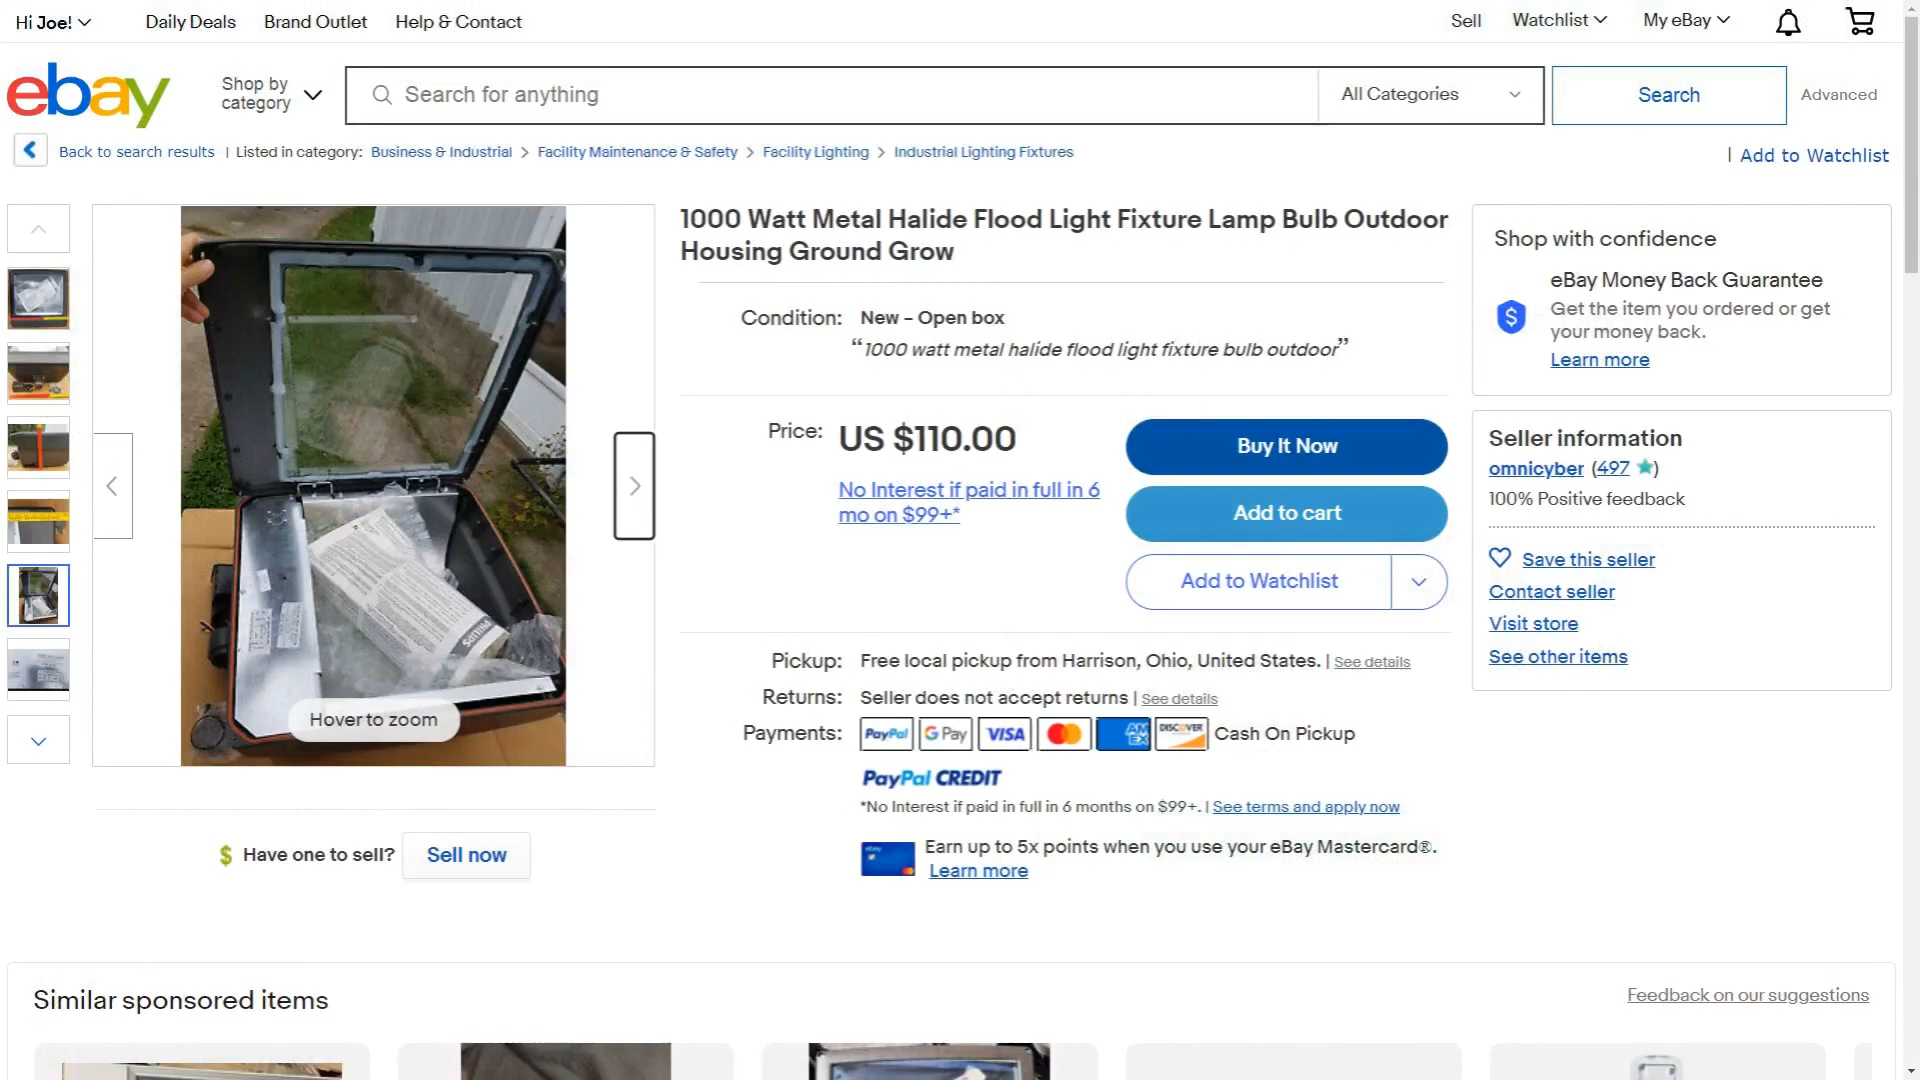 Hi Joe!
Daily Deals
Brand Outlet
Help & Contact
Sell
Watchlist
My eBay
ebay
Shop by
category
Search for anything
All Categories
Search
Advanced
Back to search results | Listed in category: Business & Industrial > Facility Maintenance & Safety > Facility Lighting > Industrial Lighting Fixtures
| Add to Watchlist
1000 Watt Metal Halide Flood Light Fixture Lamp Bulb Outdoor
Housing Ground Grow
Condition: New – Open box
“1000 watt metal halide flood light fixture bulb outdoor”
Price: US $110.00
No Interest if paid in full in 6
mo on $99+*
Buy It Now
Add to cart
Add to Watchlist
Pickup: Free local pickup from Harrison, Ohio, United States. | See details
Returns: Seller does not accept returns | See details
Payments: PayPal G Pay VISA AMEX DISCOVER Cash On Pickup
PayPal CREDIT
*No Interest if paid in full in 6 months on $99+. | See terms and apply now
ebay
Earn up to 5x points when you use your eBay Mastercard®.
Learn more
PHILIPS
Hover to zoom
$ Have one to sell? Sell now
Shop with confidence
eBay Money Back Guarantee
$
Get the item you ordered or get
your money back.
Learn more
Seller information
omnicyber (497 ★)
100% Positive feedback
Save this seller
Contact seller
Visit store
See other items
Similar sponsored items
Feedback on our suggestions